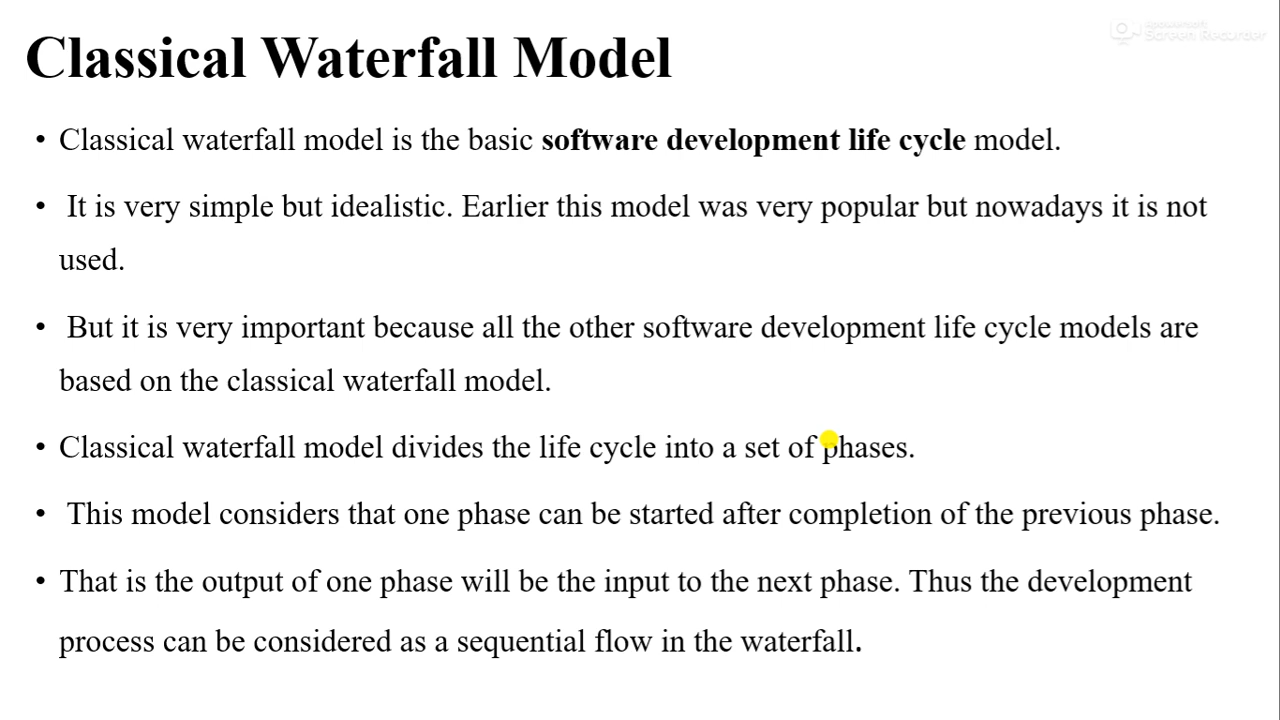 Apowersoft
Screen Recorder
Classical Waterfall Model
• Classical waterfall model is the basic software development life cycle model.
• It is very simple but idealistic. Earlier this model was very popular but nowadays it is not
used.
• But it is very important because all the other software development life cycle models are
based on the classical waterfall model.
• Classical waterfall model divides the life cycle into a set of phases.
• This model considers that one phase can be started after completion of the previous phase.
• That is the output of one phase will be the input to the next phase. Thus the development
process can be considered as a sequential flow in the waterfall.